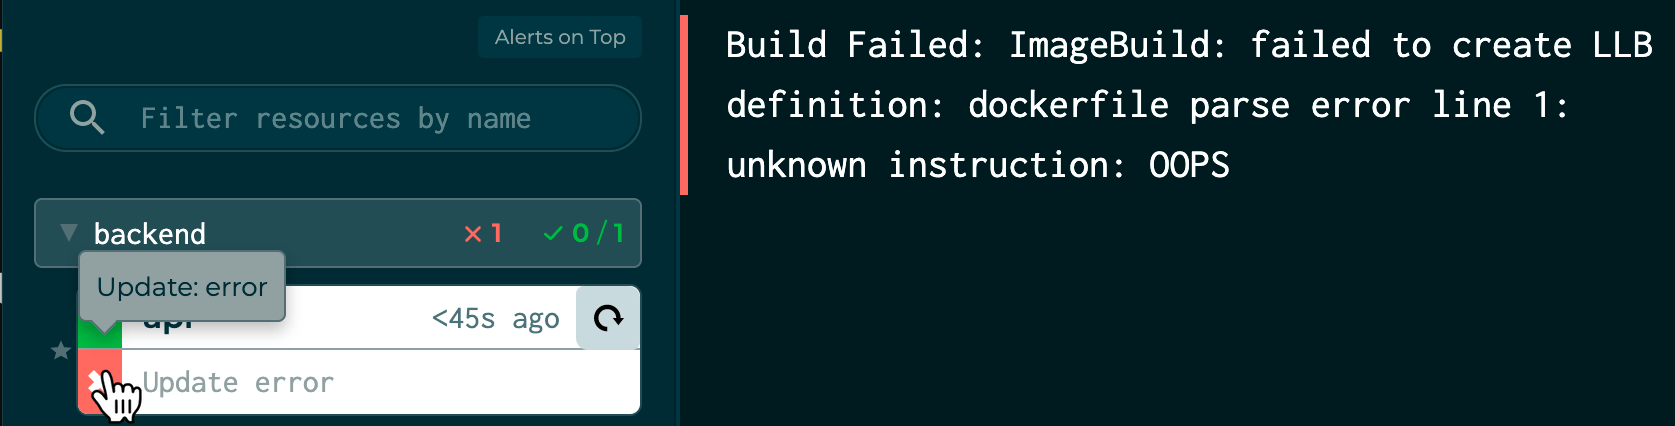 Alerts on Top
Filter resources by name
backend × 1 ✓ 0/1
Update: error
<45s ago
Update error
Build Failed: ImageBuild: failed to create LLB
definition: dockerfile parse error line 1:
unknown instruction: OOPS